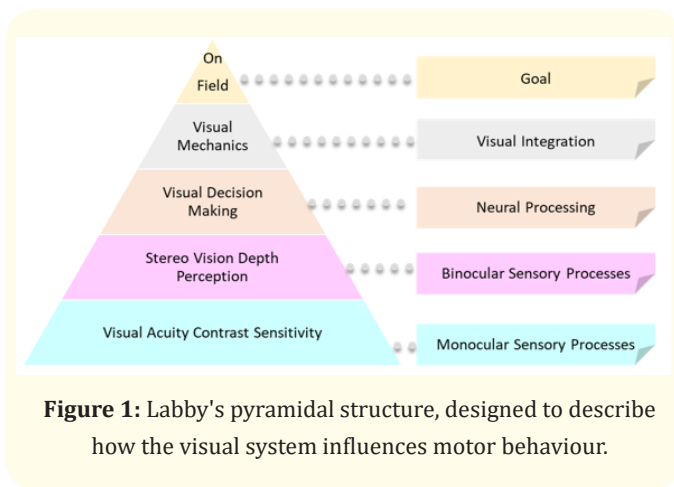 On
Field
Goal
Visual
Mechanics
Visual Integration
Visual Decision
Making
Neural Processing
Stereo Vision Depth
Perception
Binocular Sensory Processes
Visual Acuity Contrast Sensitivity
Monocular Sensory Processes
Figure 1: Labby's pyramidal structure, designed to describe
how the visual system influences motor behaviour.